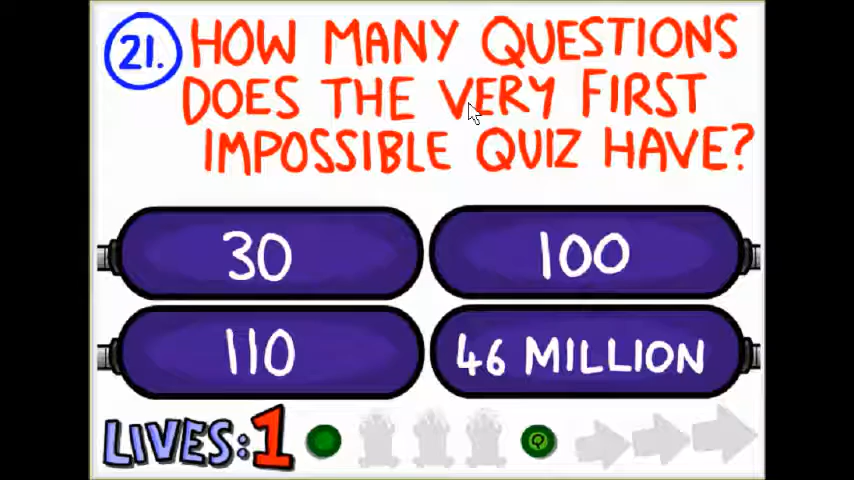 21. HOW MANY QUESTIONS
DOES THE VERY FIRST
IMPOSSIBLE QUIZ HAVE?
30
100
110
46 MILLION
LIVES: 1